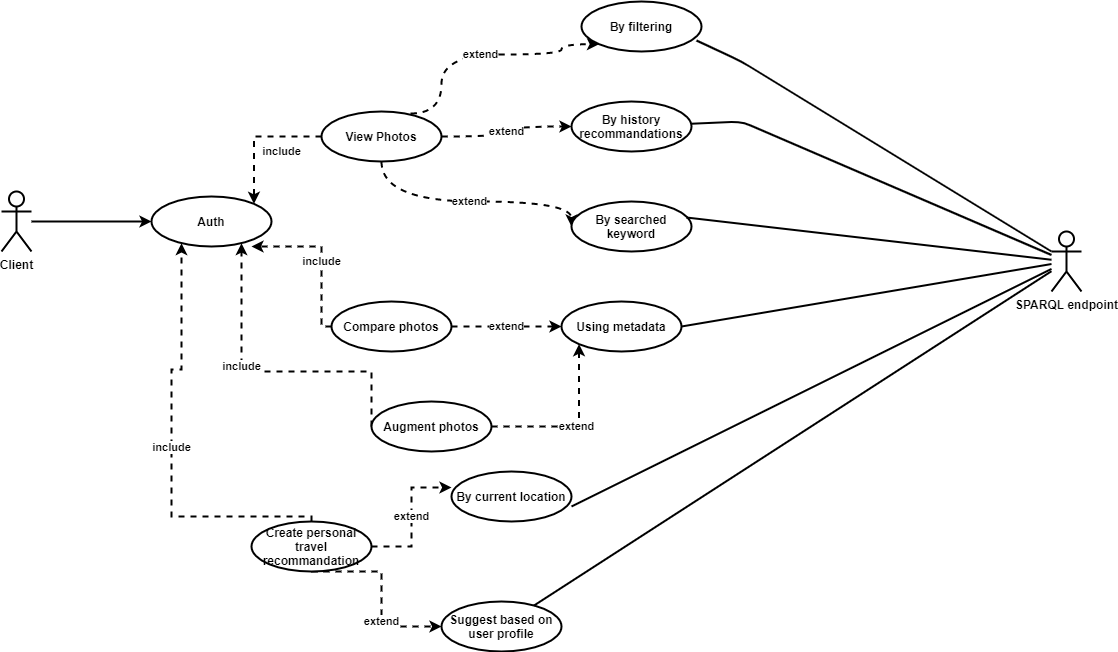 By filtering
extend
By history
recommandations
View Photos
extend
include
extend
By searched
keyword
Auth
Client
include
SPARQL endpoint
Compare photos
extend
Using metadata
include
Augment photos
extend
include
By current location
extend
Create personal
travel
recommandation
extend
Suggest based on
user profile